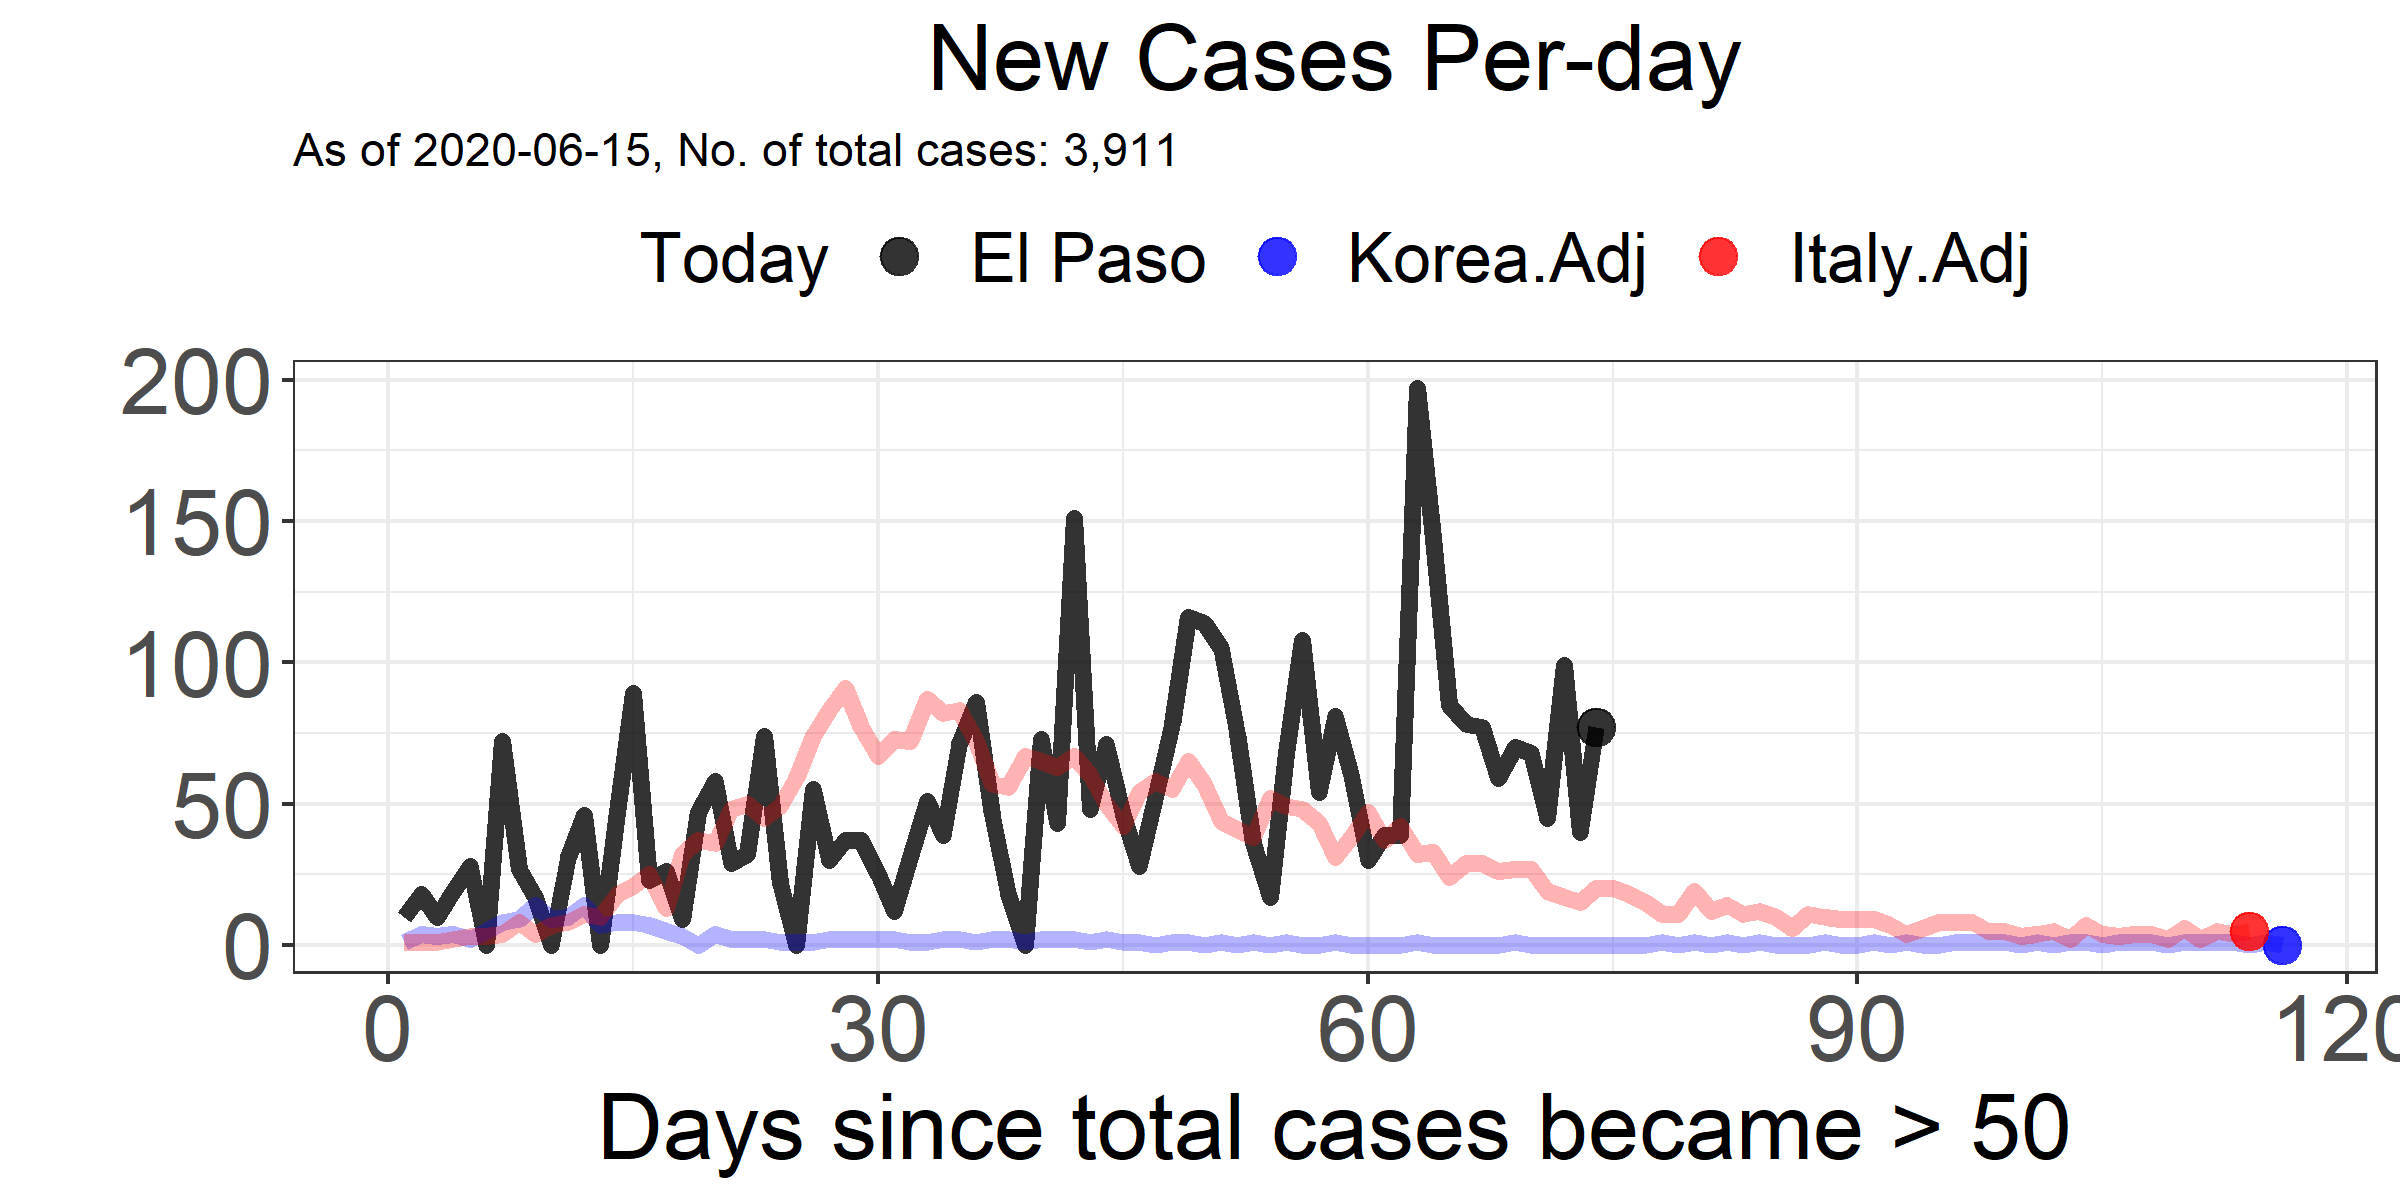 New Cases Per-day
As of 2020-06-15, No. of total cases: 3,911
Today El Paso Korea.Adj Italy.Adj
200
150
100
50
0
0 30 60 90 120
Days since total cases became > 50